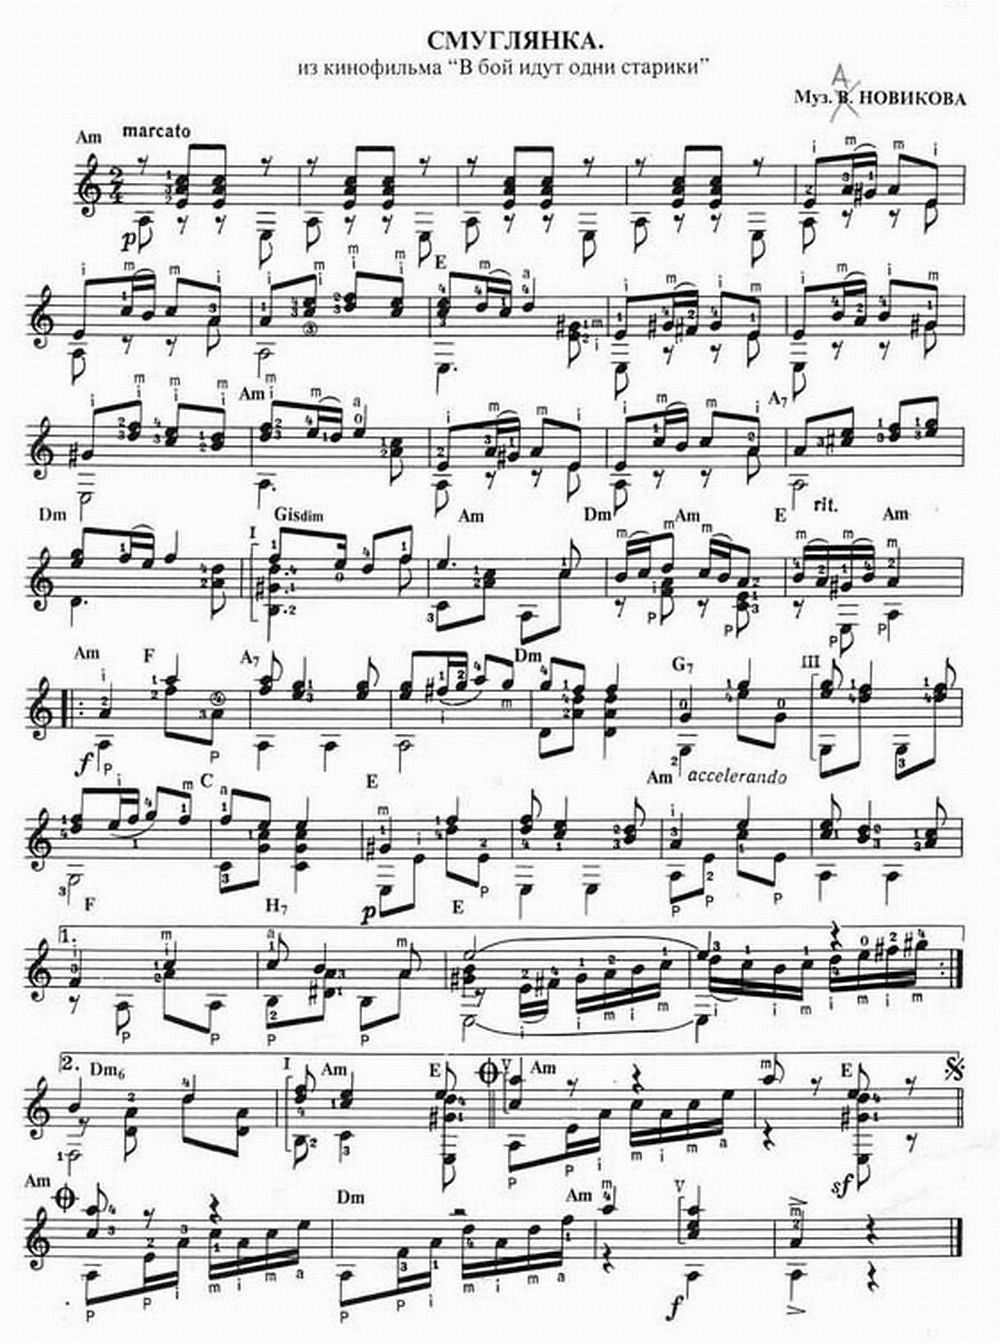 СМУГЛЯНКА.
из кинофильма “В бой идут одни старики”
А
Муз. В. НОВИКОВА
Am marcato
p
E
Am
A7
Dm Gisdim Am Dm Am E rit. Am
Am F A7 Dm G7 III
f
C E Am accelerando
F H7 p E
1.
2. Dm6 I Am E V Am E
sf
Am Dm Am V
f